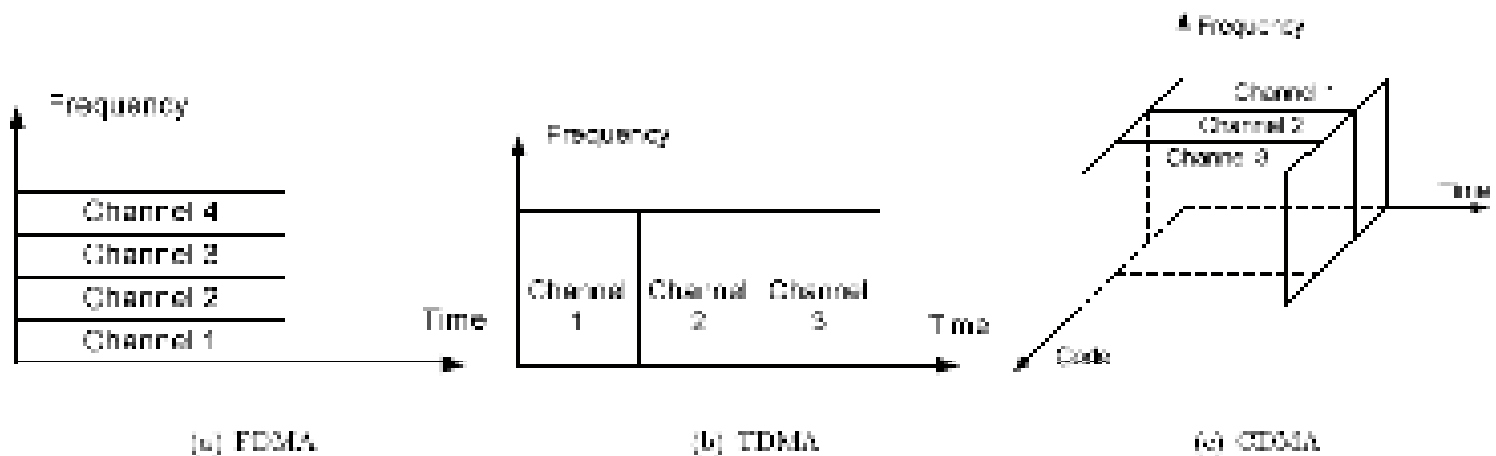 Frequency
Channel 4
Channel 3
Channel 2
Channel 1
Time
(a) FDMA
Frequency
Channel 1
Channel 2
Channel 3
Time
(b) TDMA
Frequency
Channel 1
Channel 2
Channel 3
Time
Code
(c) CDMA